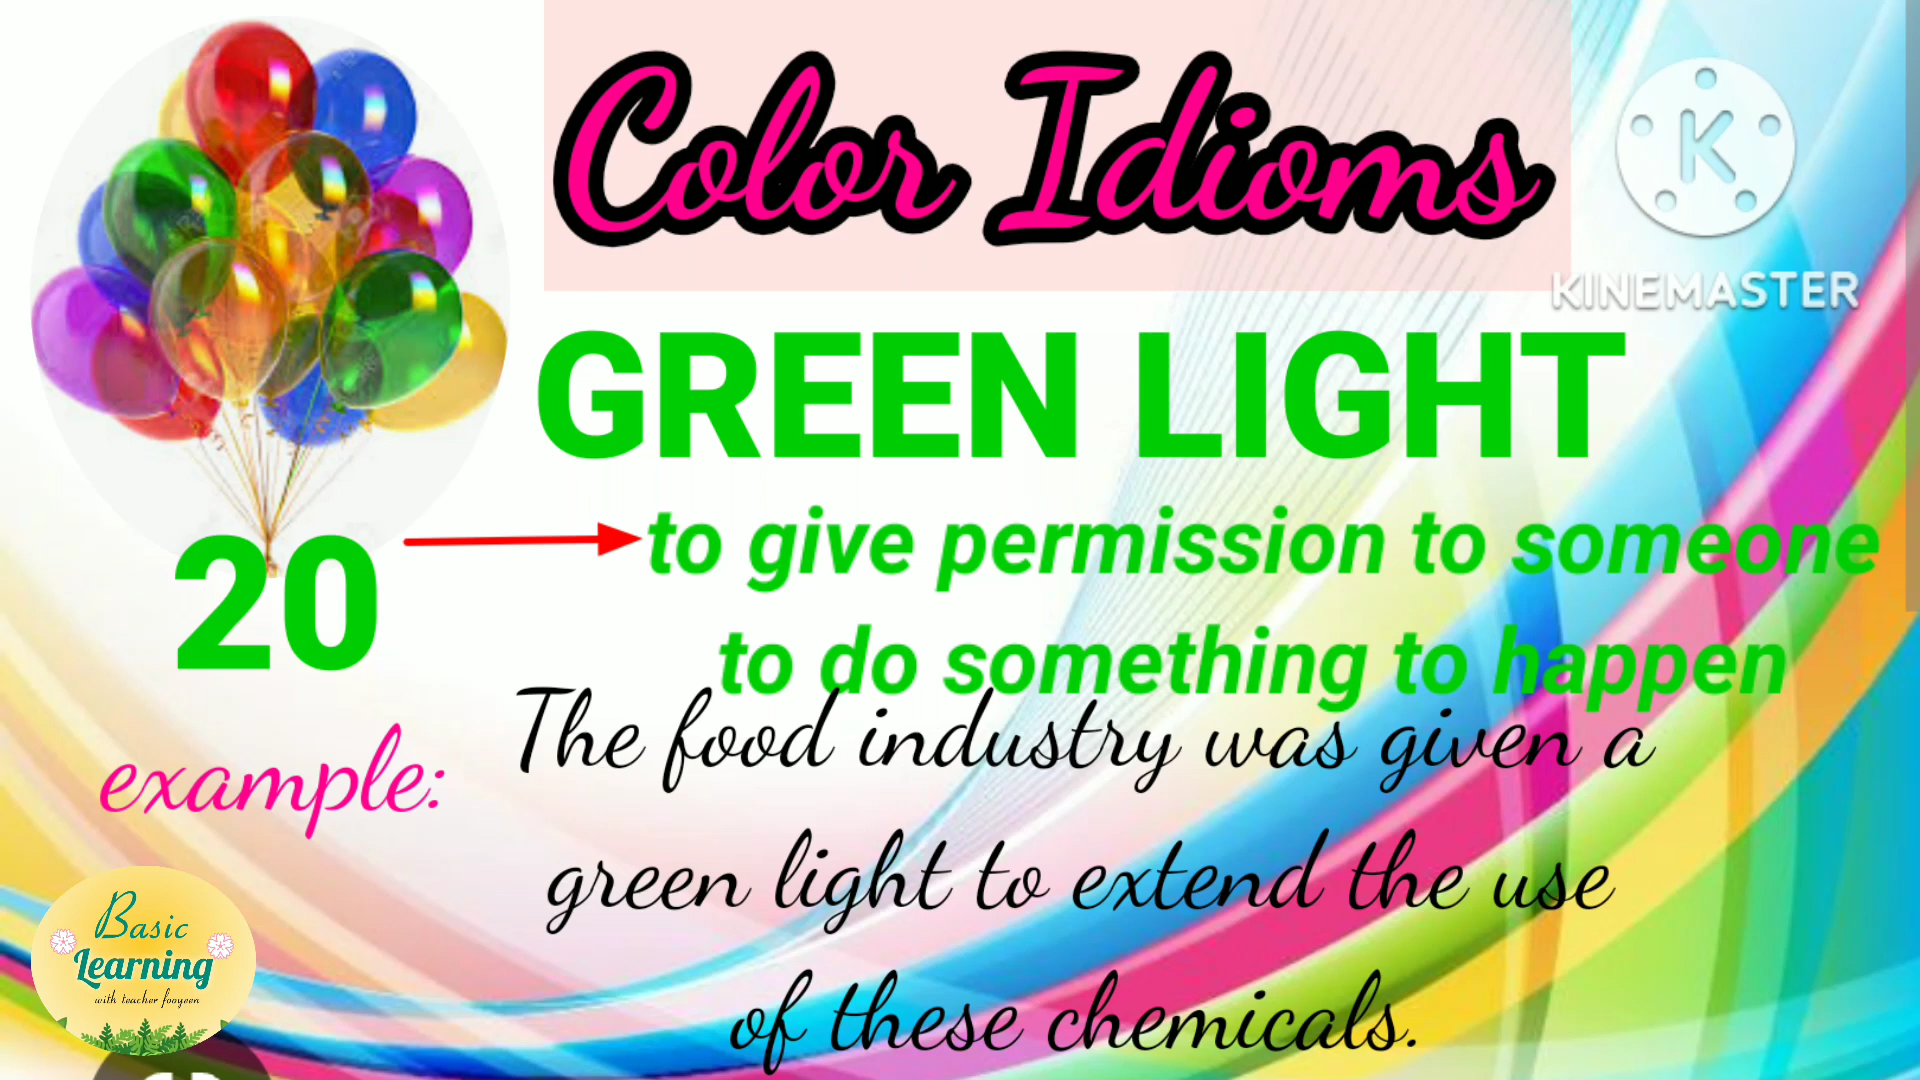 Color Idioms
K
KINEMASTER
GREEN LIGHT
20
to give permission to someone
to do something to happen
example:
The food industry was given a
green light to extend the use
of these chemicals.
Basic
Learning
with teacher fooyeen